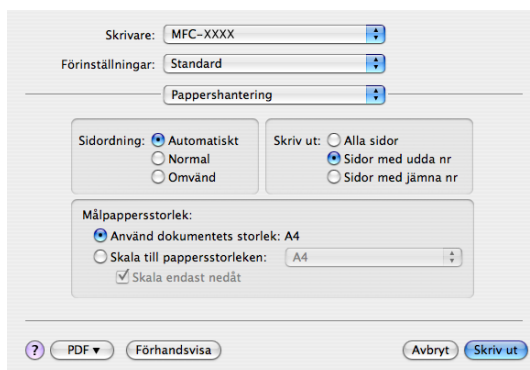 Skrivare: MFC-XXXX
Förinställningar: Standard
Pappershantering
Sidordning: Automatiskt
Normal
Omvänd
Skriv ut: Alla sidor
Sidor med udda nr
Sidor med jämna nr
Målpappersstorlek:
Använd dokumentets storlek: A4
Skala till pappersstorleken: A4
Skala endast nedåt
? PDF Förhandsvisa Avbryt Skriv ut